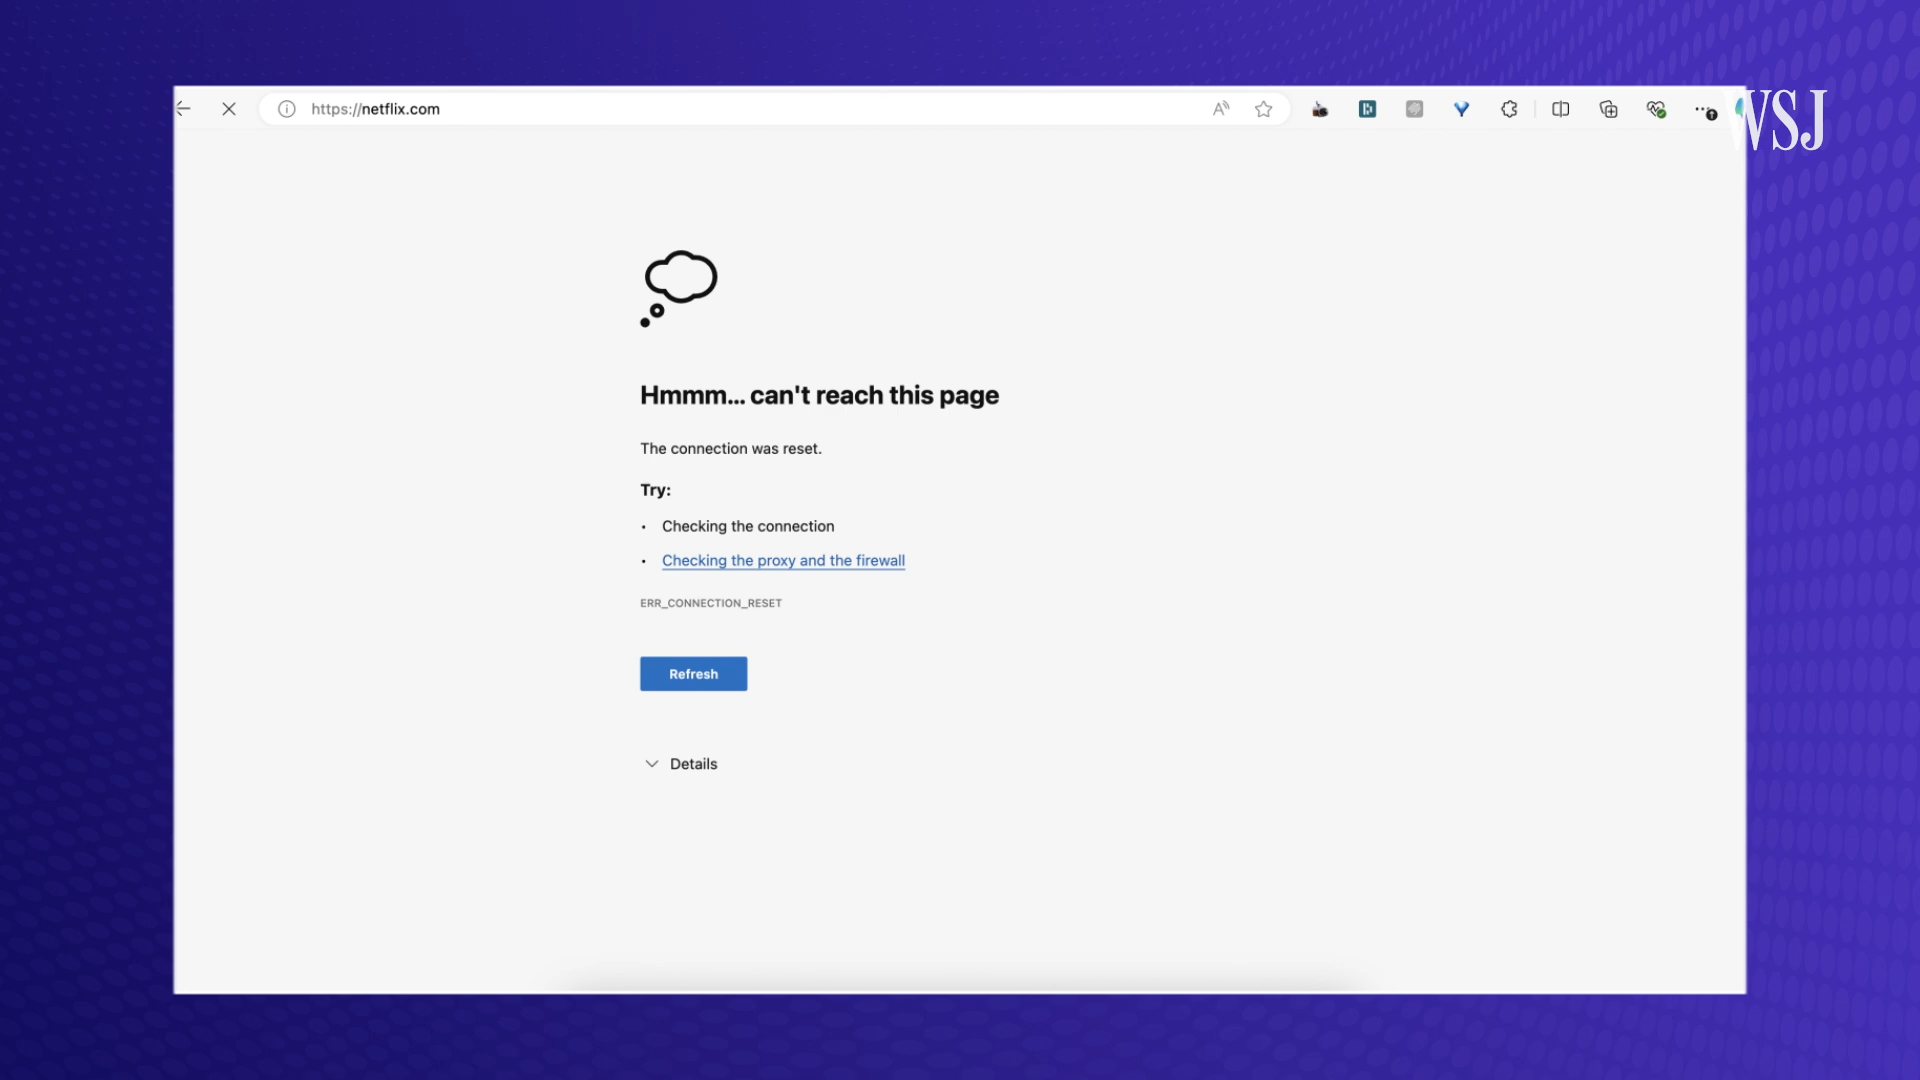 https://netflix.com
WSJ
Hmmm... can't reach this page
The connection was reset.
Try:
• Checking the connection
• Checking the proxy and the firewall
ERR_CONNECTION_RESET
Refresh
Details